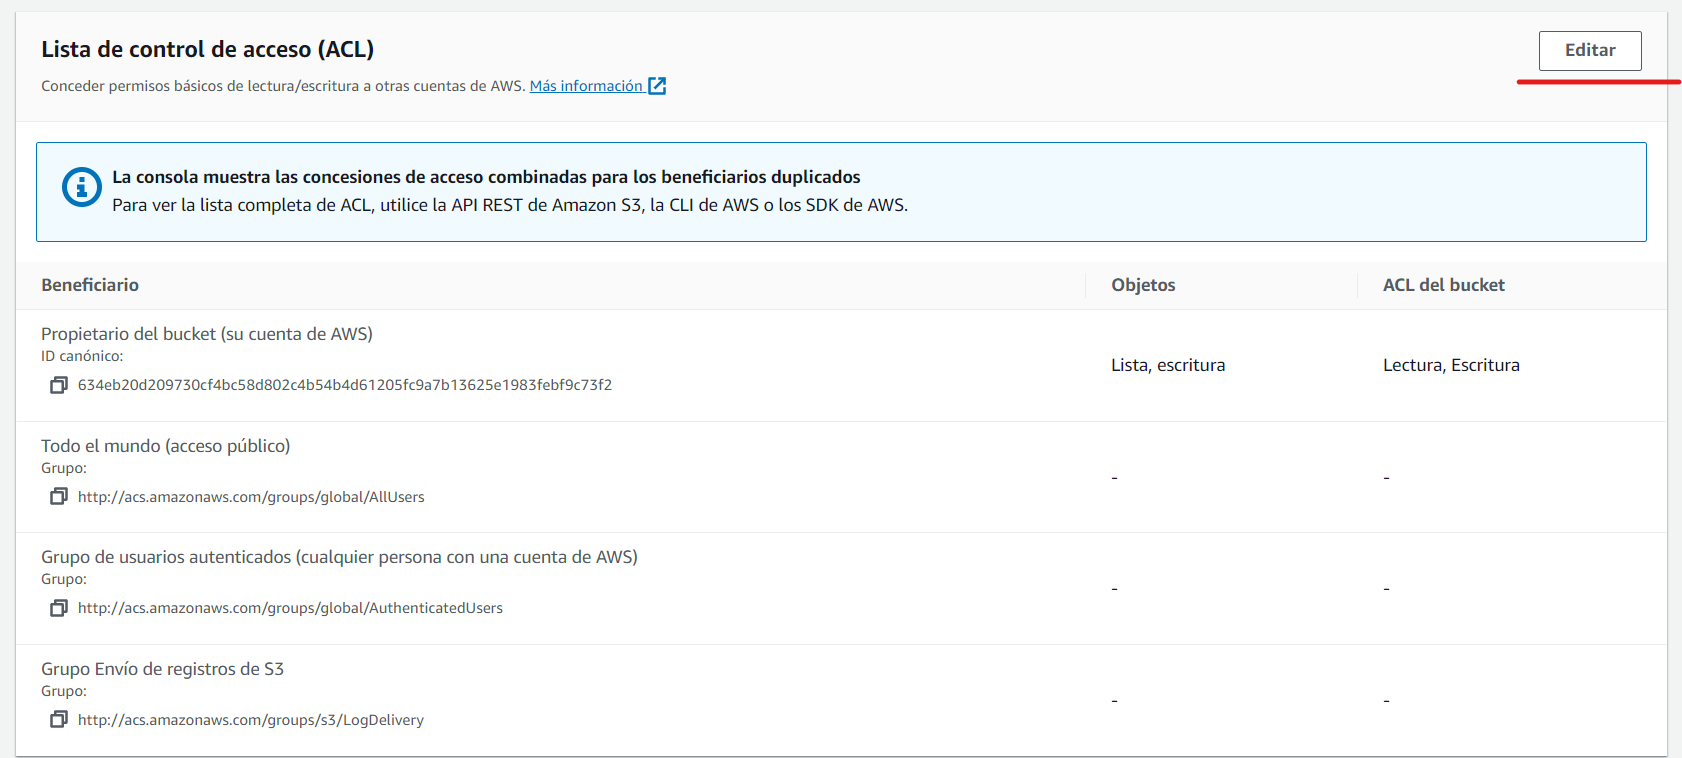 Lista de control de acceso (ACL)
Editar
Conceder permisos básicos de lectura/escritura a otras cuentas de AWS. Más información
La consola muestra las concesiones de acceso combinadas para los beneficiarios duplicados
Para ver la lista completa de ACL, utilice la API REST de Amazon S3, la CLI de AWS o los SDK de AWS.
Beneficiario Objetos ACL del bucket
Propietario del bucket (su cuenta de AWS)
ID canónico:
Lista, escritura Lectura, Escritura
634eb20d209730cf4bc58d802c4b54b4d61205fc9a7b13625e1983febf9c73f2
Todo el mundo (acceso público)
Grupo:
- -
http://acs.amazonaws.com/groups/global/AllUsers
Grupo de usuarios autenticados (cualquier persona con una cuenta de AWS)
Grupo:
- -
http://acs.amazonaws.com/groups/global/AuthenticatedUsers
Grupo Envío de registros de S3
Grupo:
- -
http://acs.amazonaws.com/groups/s3/LogDelivery